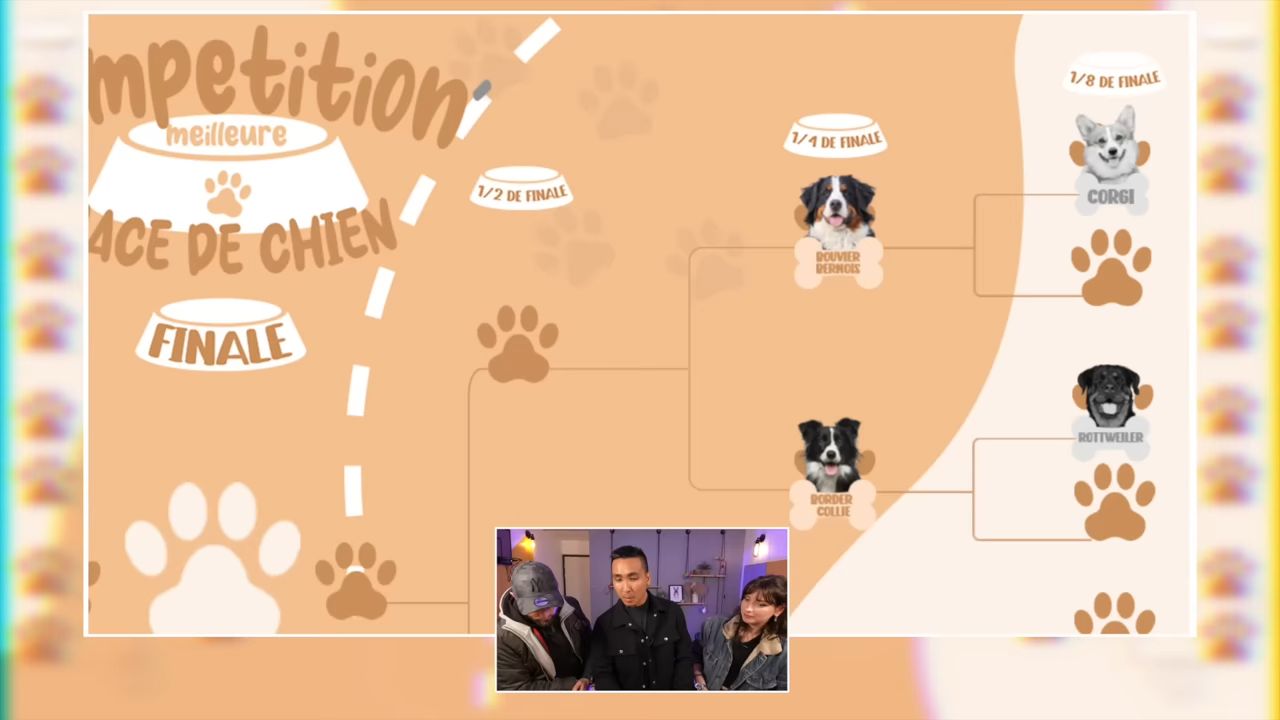 mpetition
meilleure
ACE DE CHIEN
FINALE
1/2 DE FINALE
1/4 DE FINALE
1/8 DE FINALE
BOUVIER
BERNOIS
BORDER
COLLIE
CORGI
ROTTWEILER